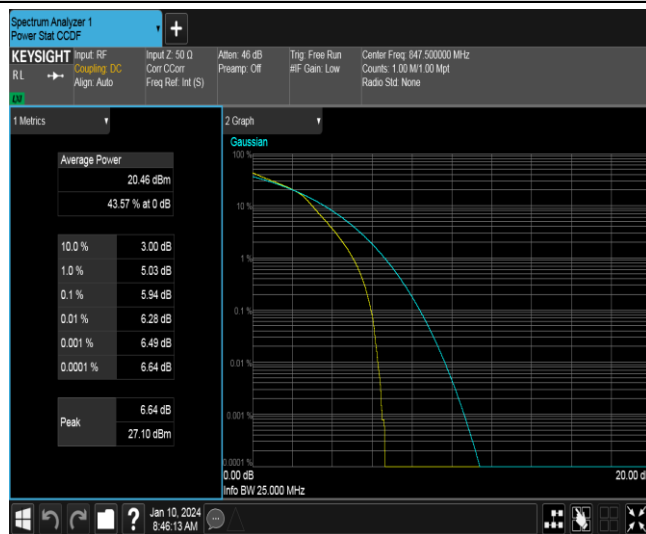 Spectrum Analyzer 1
Power Stat CCDF
KEYSIGHT
RL
Input: RF
Coupling: DC
Align: Auto
Input Z: 50 Ω
Corr CCorr
Freq Ref: Int (S)
Atten: 46 dB
Preamp: Off
Trig: Free Run
#IF Gain: Low
Center Freq: 847.500000 MHz
Counts: 1.00 M/1.00 Mpt
Radio Std: None
1 Metrics
Average Power
20.46 dBm
43.57 % at 0 dB
10.0 % 3.00 dB
1.0 % 5.03 dB
0.1 % 5.94 dB
0.01 % 6.28 dB
0.001 % 6.49 dB
0.0001 % 6.64 dB
Peak
6.64 dB
27.10 dBm
2 Graph
Gaussian
100 %
10 %
1 %
0.1 %
0.01 %
0.001 %
0.0001 %
0.00 dB 20.00 d
Info BW 25.000 MHz
?
Jan 10, 2024
8:46:13 AM